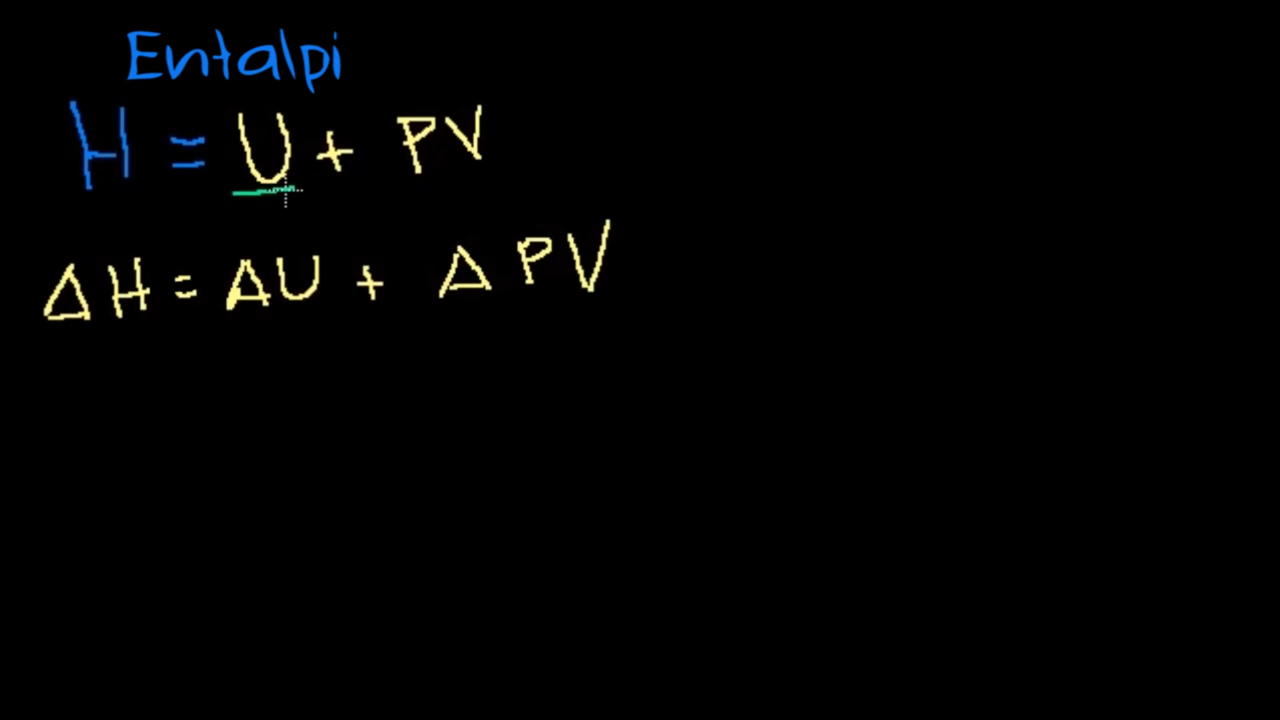 Entalpi
H = U + PV
ΔH = ΔU + ΔPV